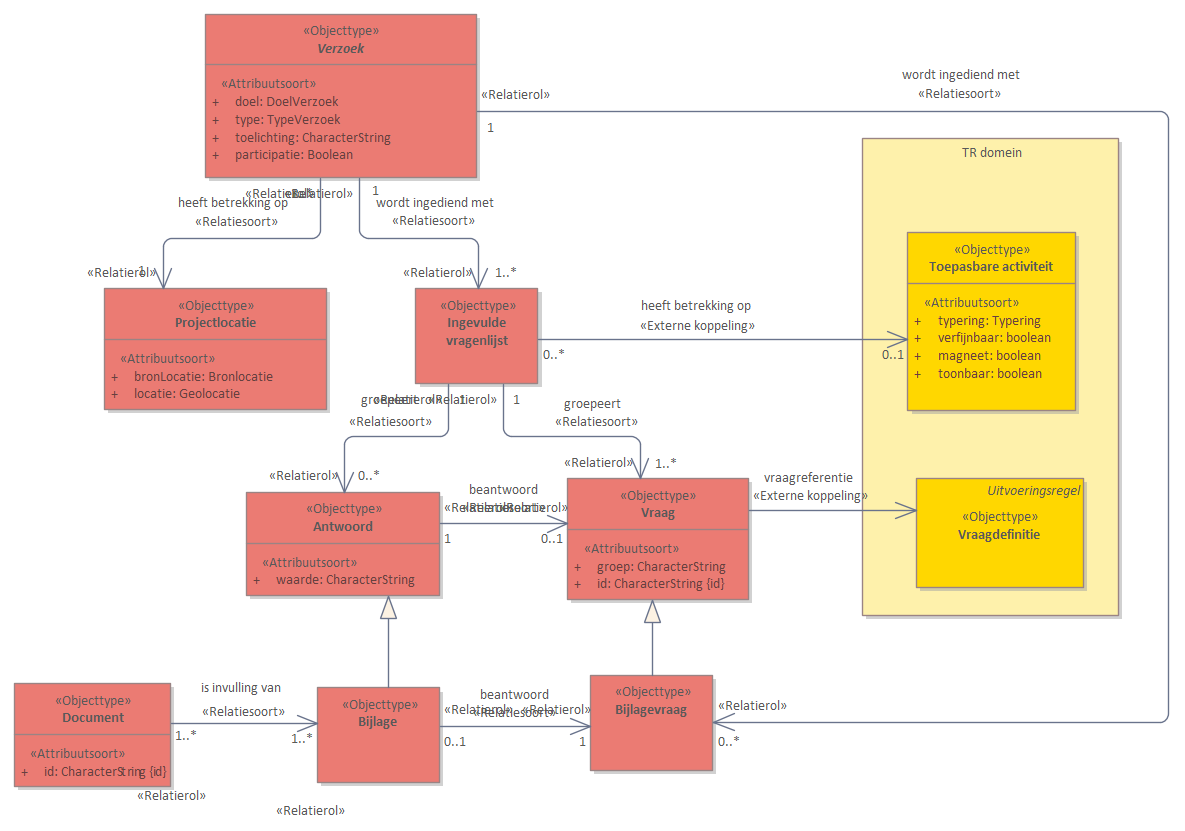 «Objecttype»
Verzoek
«Attribuutsoort»
+ doel: DoelVerzoek
+ type: TypeVerzoek
+ toelichting: CharacterString
+ participatie: Boolean
«Relatierol»
1
wordt ingediend met
«Relatiesoort»
TR domein
«Relatierol»
heeft betrekking op
«Relatiesoort»
1
wordt ingediend met
«Relatiesoort»
«Relatierol»
1
«Relatierol»
1..*
«Objecttype»
Projectlocatie
«Attribuutsoort»
+ bronLocatie: Bronlocatie
+ locatie: Geolocatie
«Objecttype»
Ingevulde
vragenlijst
heeft betrekking op
«Externe koppeling»
0..*
0..1
«Objecttype»
Toepasbare activiteit
«Attribuutsoort»
+ typering: Typering
+ verfijnbaar: boolean
+ magneet: boolean
+ toonbaar: boolean
groepeert
«Relatierol»
1
«Relatierol»
1
«Relatiesoort»
groepeert
«Relatiesoort»
«Relatierol»
0..*
«Relatierol»
1..*
«Objecttype»
Antwoord
«Attribuutsoort»
+ waarde: CharacterString
beantwoord
«Relatierol»
«Relatiesoort»
«Relatierol»
1
0..1
«Objecttype»
Vraag
«Attribuutsoort»
+ groep: CharacterString
+ id: CharacterString {id}
vraagreferentie
«Externe koppeling»
Uitvoeringsregel
«Objecttype»
Vraagdefinitie
«Objecttype»
Document
«Attribuutsoort»
+ id: CharacterString {id}
is invulling van
«Relatiesoort»
1..*
1..*
«Relatierol»
«Relatierol»
«Objecttype»
Bijlage
beantwoord
«Relatierol»
«Relatiesoort»
«Relatierol»
0..1
1
«Objecttype»
Bijlagevraag
«Relatierol»
0..*